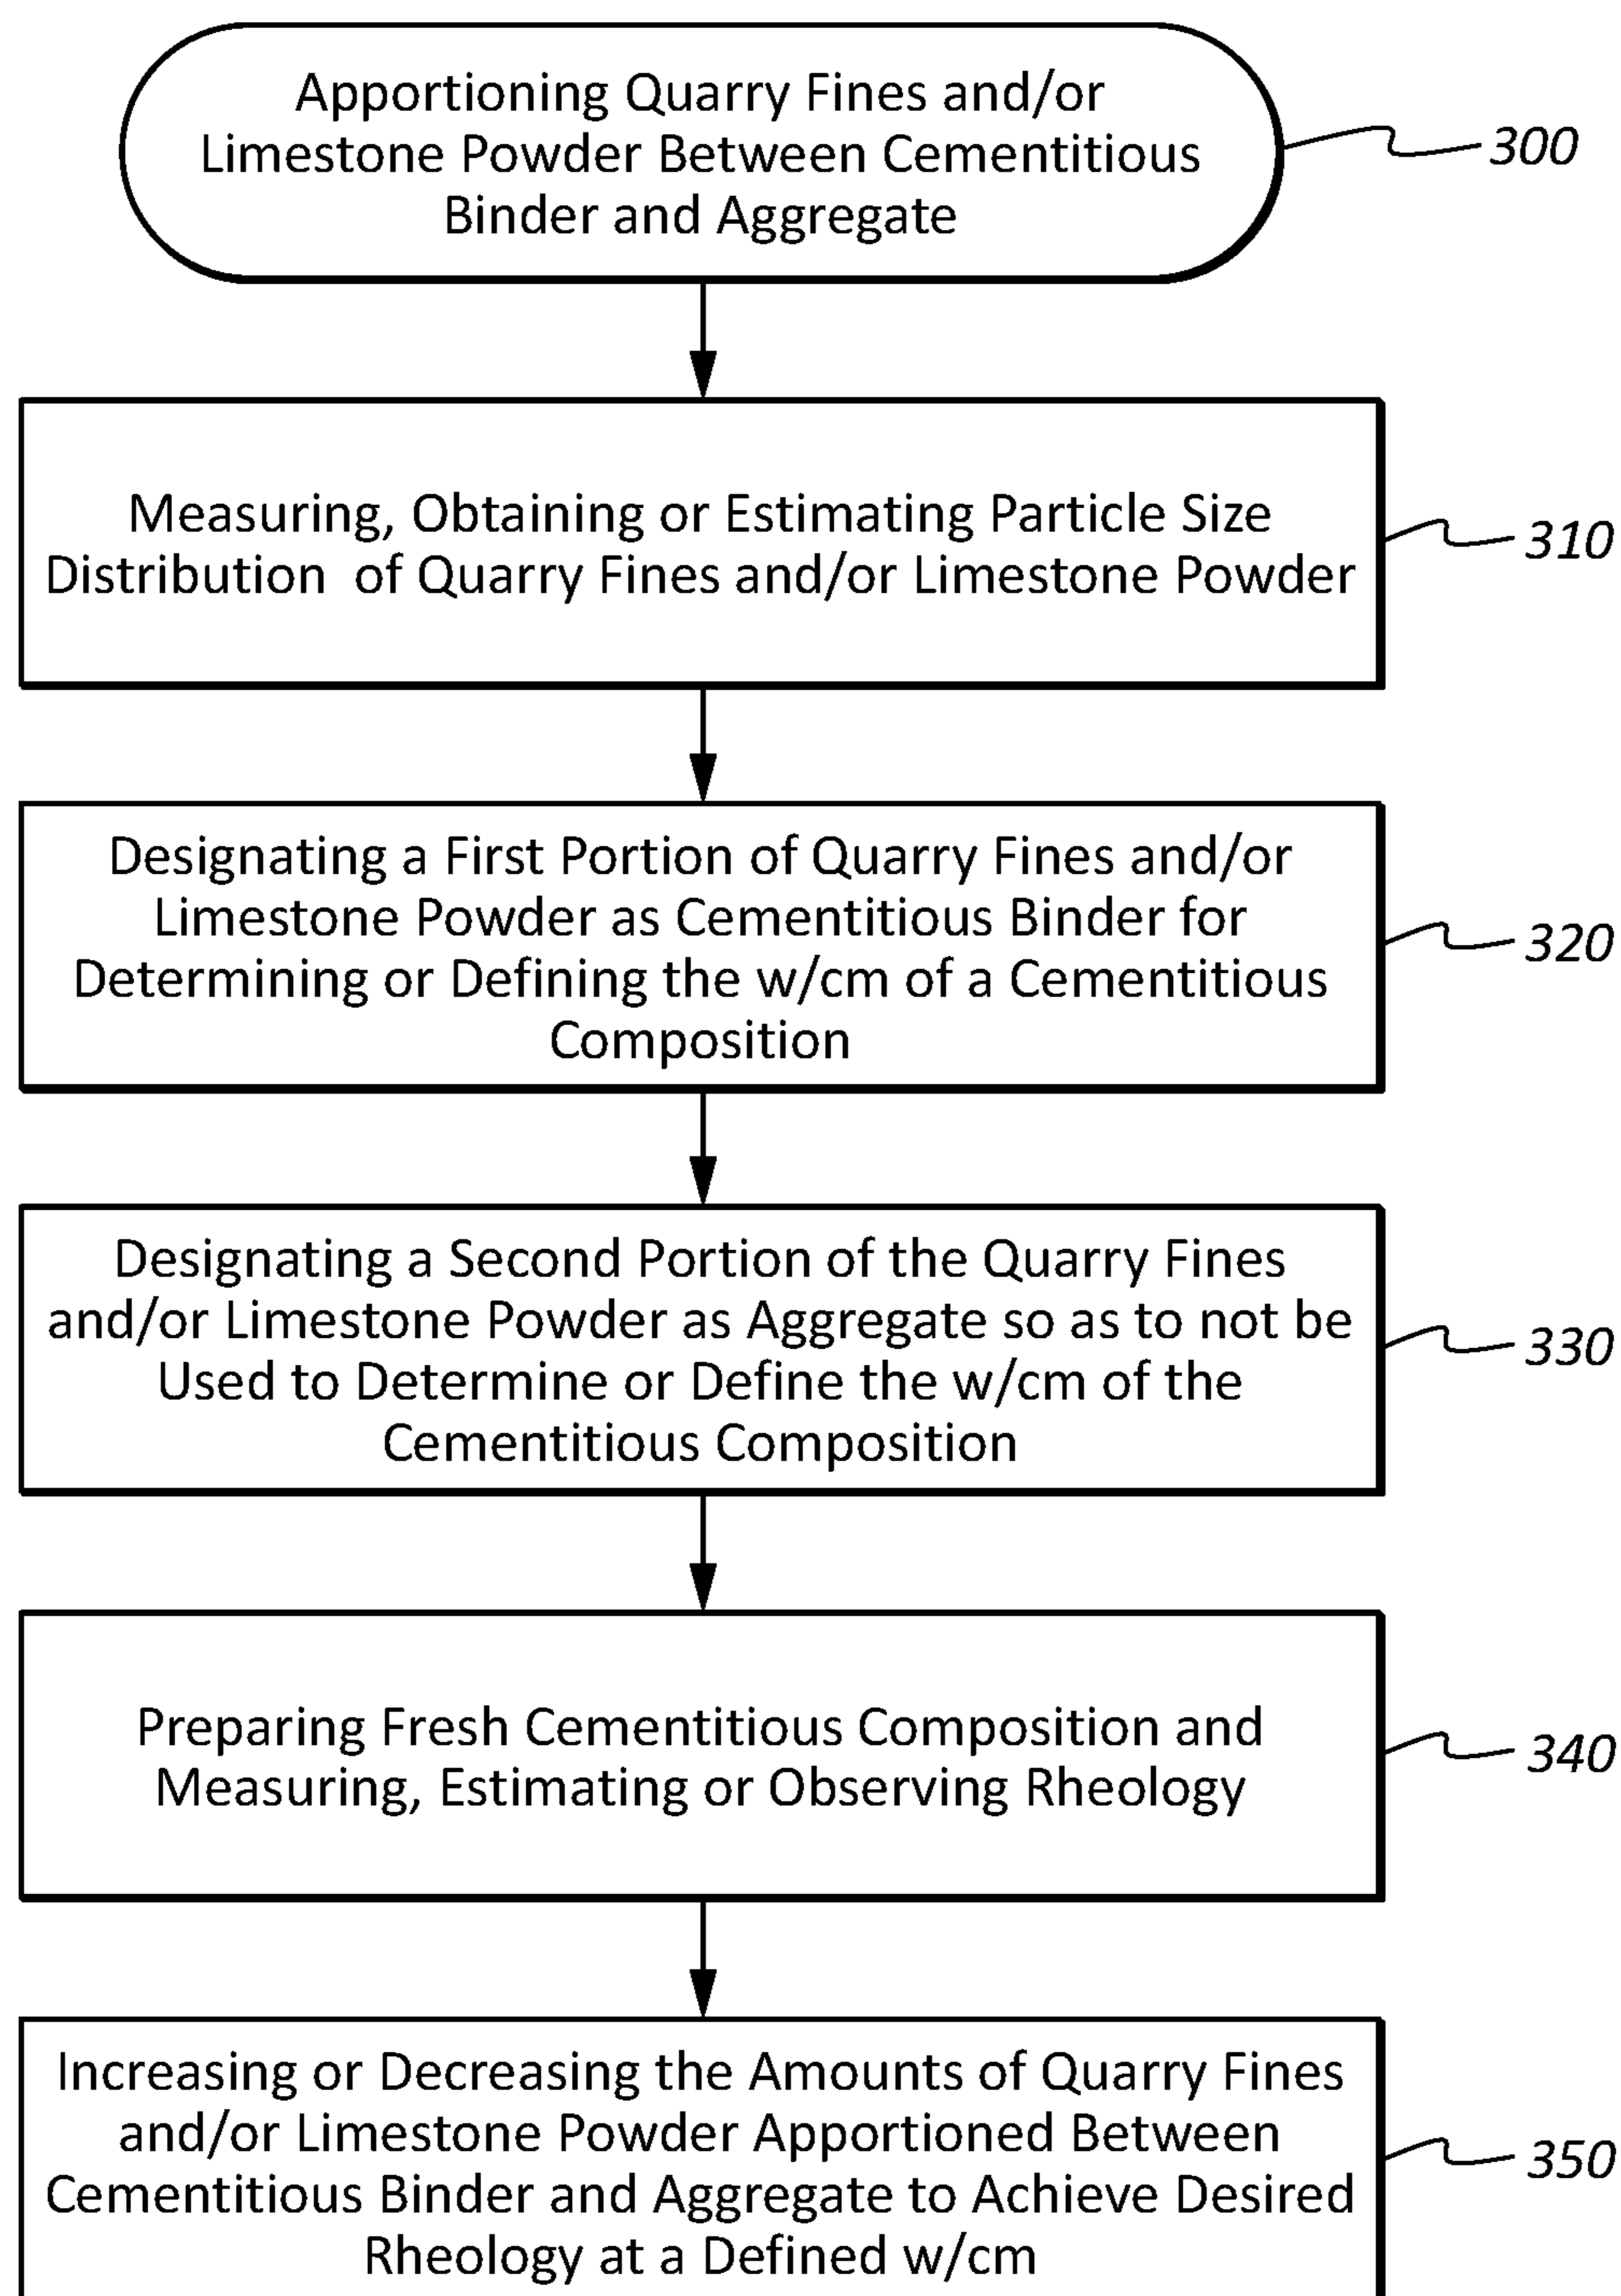 Apportioning Quarry Fines and/or
Limestone Powder Between Cementitious
Binder and Aggregate
300
Measuring, Obtaining or Estimating Particle Size
Distribution of Quarry Fines and/or Limestone Powder
310
Designating a First Portion of Quarry Fines and/or
Limestone Powder as Cementitious Binder for
Determining or Defining the w/cm of a Cementitious
Composition
320
Designating a Second Portion of the Quarry Fines
and/or Limestone Powder as Aggregate so as to not be
Used to Determine or Define the w/cm of the
Cementitious Composition
330
Preparing Fresh Cementitious Composition and
Measuring, Estimating or Observing Rheology
340
Increasing or Decreasing the Amounts of Quarry Fines
and/or Limestone Powder Apportioned Between
Cementitious Binder and Aggregate to Achieve Desired
Rheology at a Defined w/cm
350